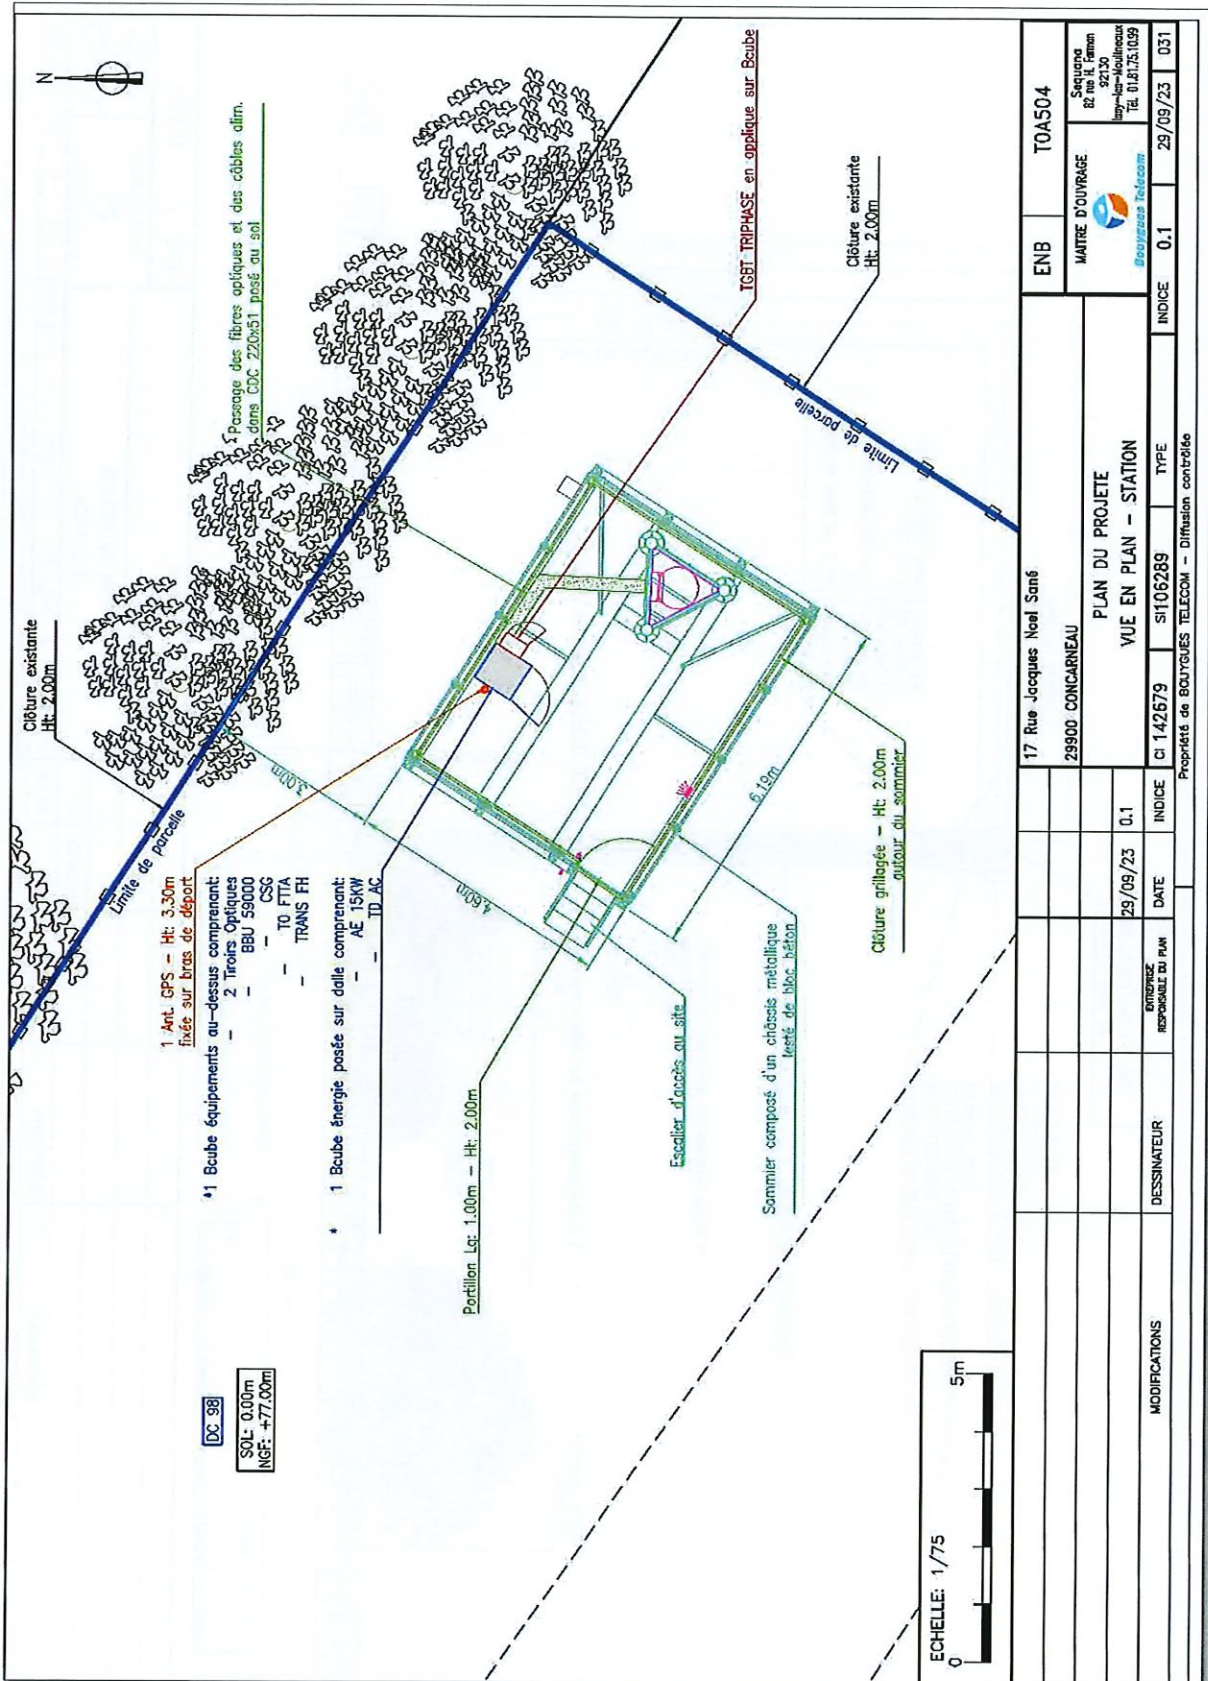 N
Clôture existante
Ht: 2.00m
Limite de parcelle
Passage des fibres optiques et des câbles alim.
dans CDC 220x51 posé au sol
1 Ant. GPS - Ht: 3.30m
fixée sur bras de déport
*1 Bcube équipements au-dessus comprenant:
- 2 Tiroirs Optiques
- BBU 59000
- CSG
- TO FTTA
- TRANS FH
* 1 Bcube énergie posée sur dalle comprenant:
- AE 15KW
- TD AC
DC 98
SOL: 0.00m
NGF: +77.00m
3.00m
4.60m
6.19m
TGBT TRIPHASE en applique sur Bcube
Clôture existante
Ht: 2.00m
Limite de parcelle
Portillon Lg: 1.00m - Ht: 2.00m
Escalier d'accès au site
Sommier composé d'un châssis métallique
lesté de bloc béton
Clôture grillagée - Ht: 2.00m
autour du sommier
ECHELLE: 1/75
0 5m
17 Rue Jacques Noel Sané
29900 CONCARNEAU
ENB T0A504
PLAN DU PROJETE
VUE EN PLAN - STATION
MAITRE D'OUVRAGE
Bouygues Telecom
Sequana
82 rue H. Farman
92130
Issy-les-Moulineaux
Tél. 01.81.75.10.99
29/09/23 0.1
MODIFICATIONS DESSINATEUR ENTREPRISE RESPONSABLE DU PLAN DATE INDICE CI 142679 SI106289 TYPE INDICE 0.1 29/09/23 031
Propriété de BOUYGUES TELECOM - Diffusion contrôlée